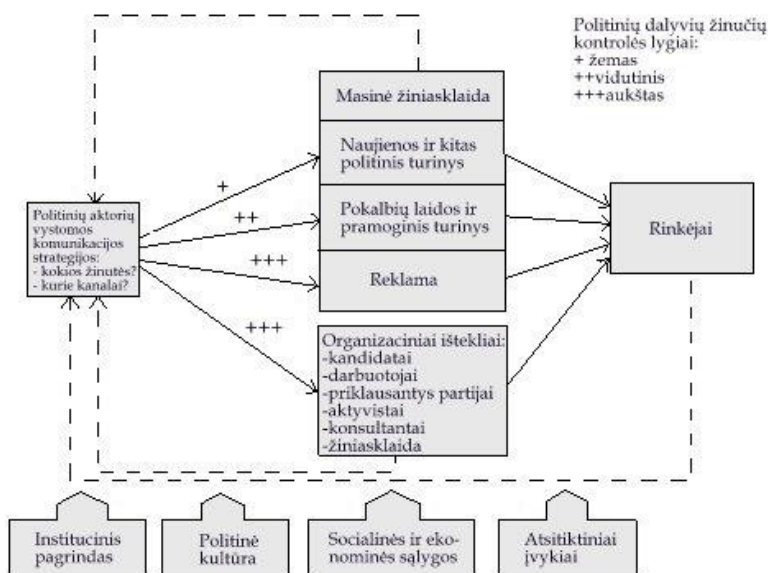 Politinių dalyvių žinučių
kontrolės lygiai:
+ žemas
++vidutinis
+++aukštas
Masinė žiniasklaida
Naujienos ir kitas
politinis turinys
Pokalbių laidos ir
pramoginis turinys
Reklama
+
++
+++
+++
Politinių aktorių
vystomos
komunikacijos
strategijos:
- kokios žinutės?
- kurie kanalai?
Rinkėjai
Organizaciniai ištekliai:
-kandidatai
-darbuotojai
-priklausantys partijai
-aktyvistai
-konsultantai
-žiniasklaida
Institucinis
pagrindas
Politinė
kultūra
Socialinės ir eko-
nominės sąlygos
Atsitiktiniai
įvykiai